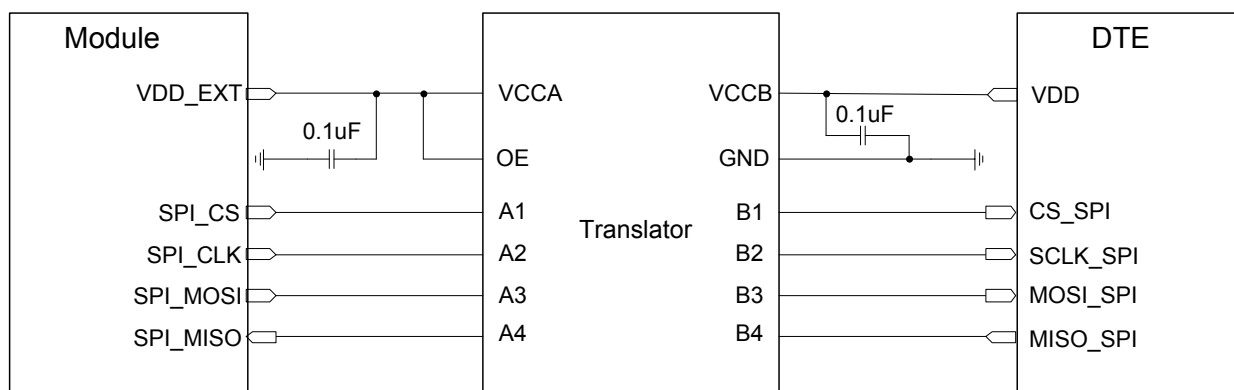 Module
DTE
VDD_EXT
VCCA
VCCB
VDD
0.1uF
0.1uF
OE
GND
SPI_CS
A1
B1
CS_SPI
Translator
SPI_CLK
A2
B2
SCLK_SPI
SPI_MOSI
A3
B3
MOSI_SPI
SPI_MISO
A4
B4
MISO_SPI